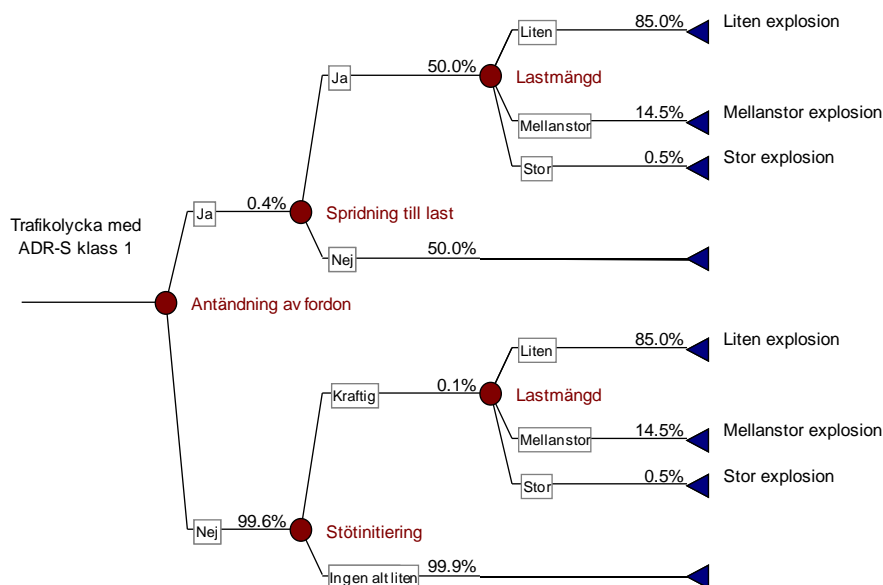 Liten
85.0%
Liten explosion
Ja
50.0%
Lastmängd
Mellanstor
14.5%
Mellanstor explosion
Stor
0.5%
Stor explosion
Trafikolycka med
ADR-S klass 1
Ja
0.4%
Spridning till last
Nej
50.0%
Antändning av fordon
Liten
85.0%
Liten explosion
Kraftig
0.1%
Lastmängd
Mellanstor
14.5%
Mellanstor explosion
Stor
0.5%
Stor explosion
Nej
99.6%
Stötinitiering
Ingen alt liten
99.9%